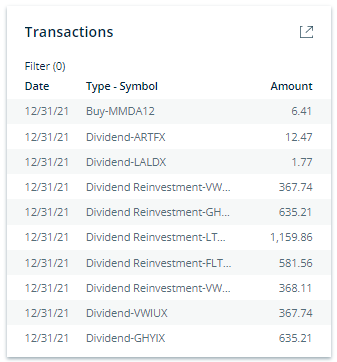 Transactions
Filter (0)
Date Type - Symbol Amount
12/31/21 Buy-MMDA12 6.41
12/31/21 Dividend-ARTFX 12.47
12/31/21 Dividend-LALDX 1.77
12/31/21 Dividend Reinvestment-VW... 367.74
12/31/21 Dividend Reinvestment-GH... 635.21
12/31/21 Dividend Reinvestment-LT... 1,159.86
12/31/21 Dividend Reinvestment-FLT... 581.56
12/31/21 Dividend Reinvestment-VW... 368.11
12/31/21 Dividend-VWIUX 367.74
12/31/21 Dividend-GHYIX 635.21